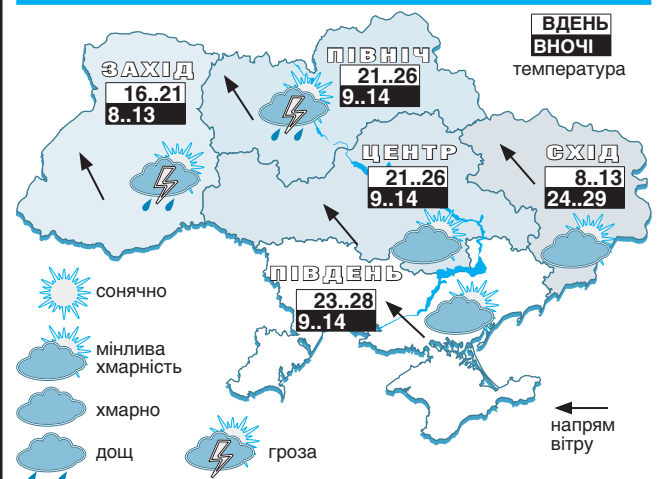 ВДЕНЬ
ВНОЧІ
температура
ЗАХІД
16..21
8..13
ПІВНІЧ
21..26
9..14
ЦЕНТР
21..26
9..14
СХІД
8..13
24..29
ПІВДЕНЬ
23..28
9..14
сонячно
мінлива
хмарність
хмарно
дощ
гроза
напрям
вітру